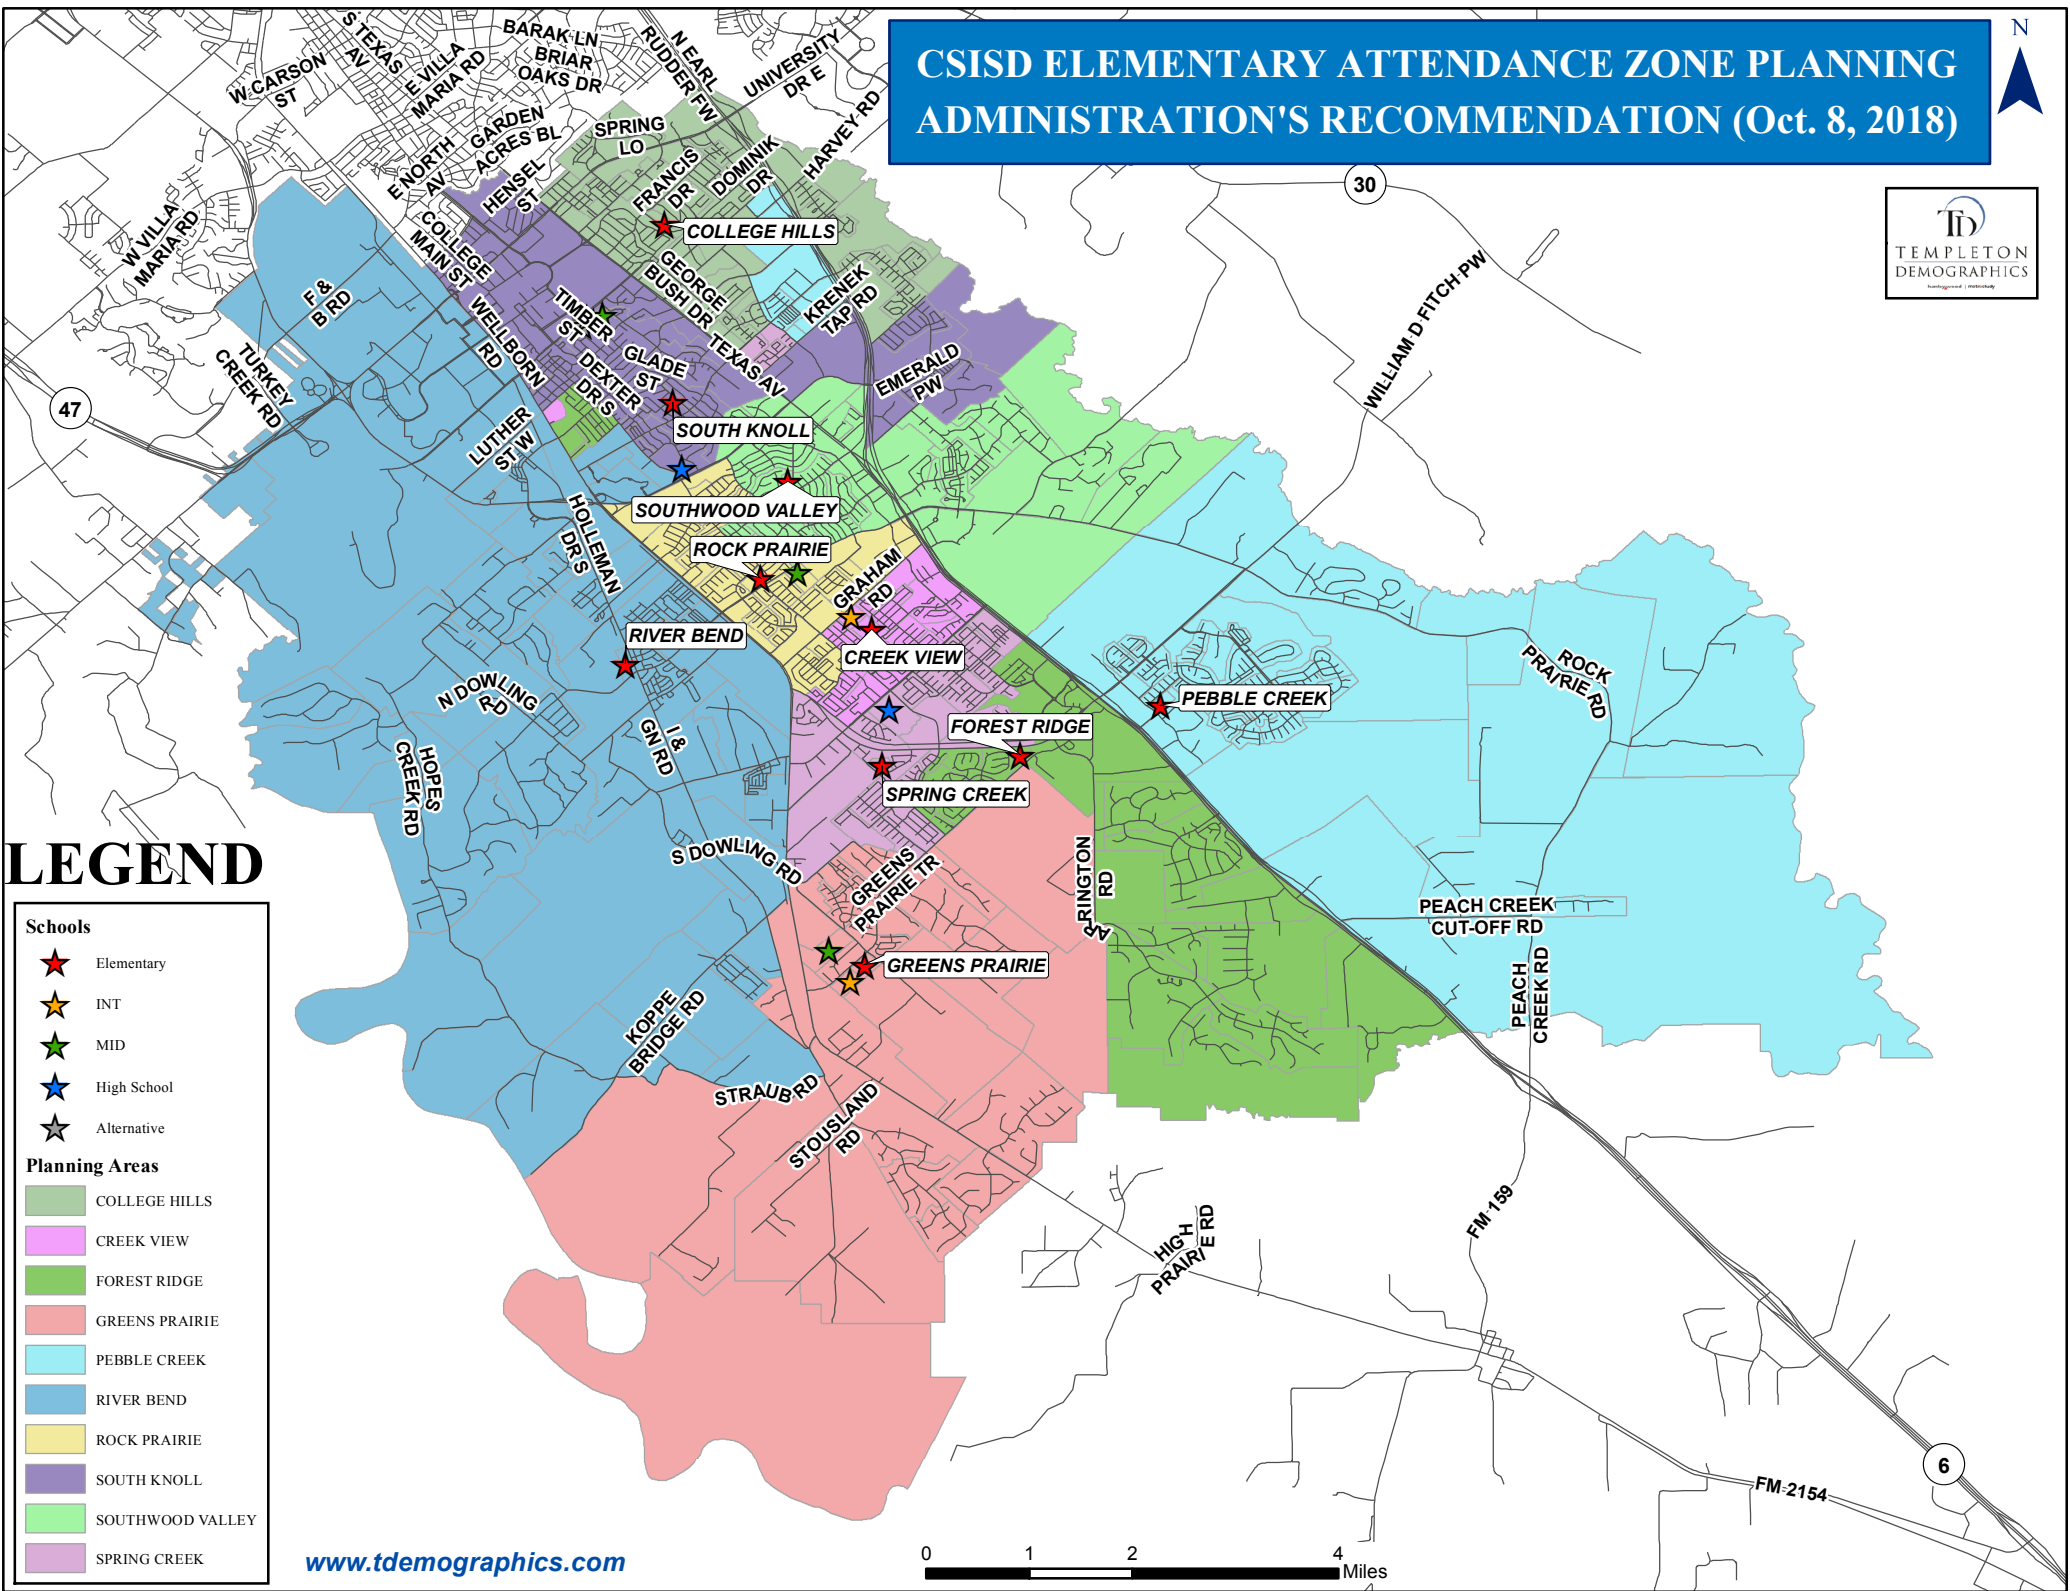 CSISD ELEMENTARY ATTENDANCE ZONE PLANNING
ADMINISTRATION'S RECOMMENDATION (Oct. 8, 2018)
N
TD
TEMPLETON
DEMOGRAPHICS
S TEXAS
AV
E VILLA
MARIA RD
BARAK LN
BRIAR
OAKS DR
N EARL
RUDDER FW
UNIVERSITY
DR E
W CARSON
ST
GARDEN
ACRES BL
SPRING
LO
HARVEY RD
E NORTH
AV
HENSEL
ST
FRANCIS
DR
DOMINIK
DR
30
W VILLA
MARIA RD
COLLEGE
MAIN ST
COLLEGE HILLS
F &
B RD
GEORGE
BUSH DR
KRENEK
TAP RD
WILLIAM D FITCH PW
TIMBER
ST
WELLBORN
RD
TURKEY
CREEK RD
GLADE
ST
TEXAS AV
DEXTER
DR S
EMERALD
PW
47
LUTHER
ST W
SOUTH KNOLL
HOLLEMAN
DR S
SOUTHWOOD VALLEY
ROCK PRAIRIE
GRAHAM
RD
RIVER BEND
CREEK VIEW
ROCK
PRAIRIE RD
N DOWLING
RD
PEBBLE CREEK
I &
GN RD
FOREST RIDGE
HOPES
CREEK RD
SPRING CREEK
S DOWLING RD
GREENS
PRAIRIE TR
ARRINGTON
RD
PEACH CREEK
CUT-OFF RD
GREENS PRAIRIE
KOPPE
BRIDGE RD
PEACH
CREEK RD
STRAUB RD
STOUSLAND
RD
HIGH
PRAIRIE RD
FM 159
6
FM 2154
LEGEND
Schools
Elementary
INT
MID
High School
Alternative
Planning Areas
COLLEGE HILLS
CREEK VIEW
FOREST RIDGE
GREENS PRAIRIE
PEBBLE CREEK
RIVER BEND
ROCK PRAIRIE
SOUTH KNOLL
SOUTHWOOD VALLEY
SPRING CREEK
www.tdemographics.com
0 1 2 4
Miles